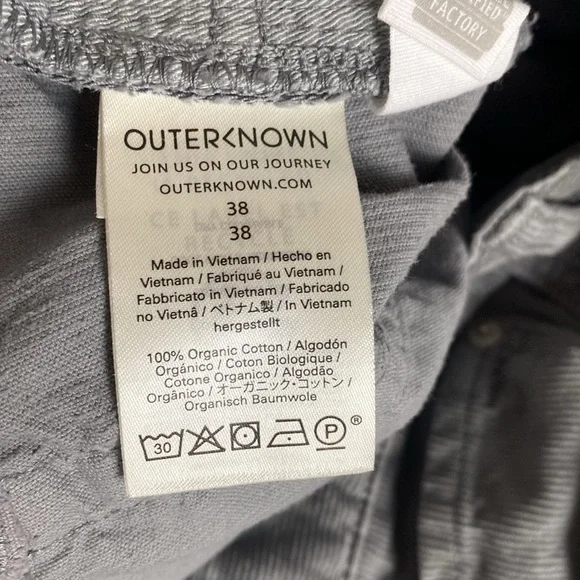 FACTORY
OUTERKNOWN
JOIN US ON OUR JOURNEY
OUTERKNOWN.COM
38
38
Made in Vietnam / Hecho en
Vietnam / Fabriqué au Vietnam /
Fabbricato in Vietnam / Fabricado
no Vietnã / ベトナム製 / In Vietnam
hergestellt
100% Organic Cotton / Algodón
Orgánico / Coton Biologique /
Cotone Organico / Algodão
Orgânico / オーガニック・コットン /
Organisch Baumwole
30 P ®